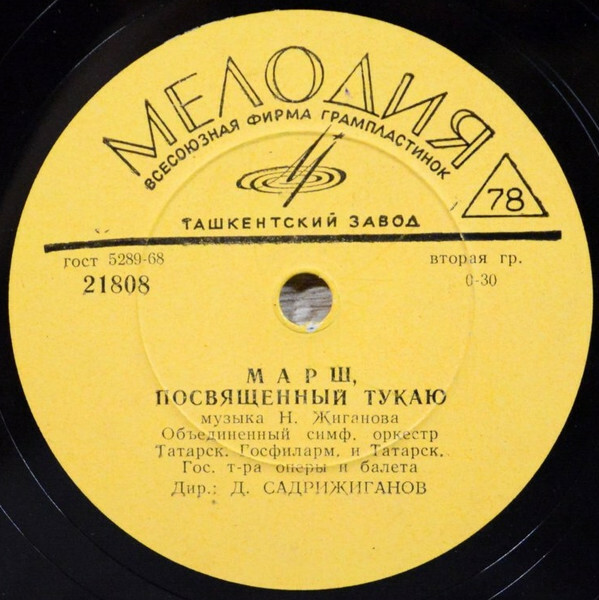 МЕЛОДИЯ
ВСЕСОЮЗНАЯ ФИРМА ГРАМПЛАСТИНОК
78
ТАШКЕНТСКИЙ ЗАВОД
гост 5289-68
вторая гр.
21808
0-30
МАРШ,
ПОСВЯЩЕННЫЙ ТУКАЮ
музыка Н. Жиганова
Объединенный симф. оркестр
Татарск. Госфиларм. и Татарск.
Гос. т-ра оперы и балета
Дир.: Д. САДРИЖИГАНОВ